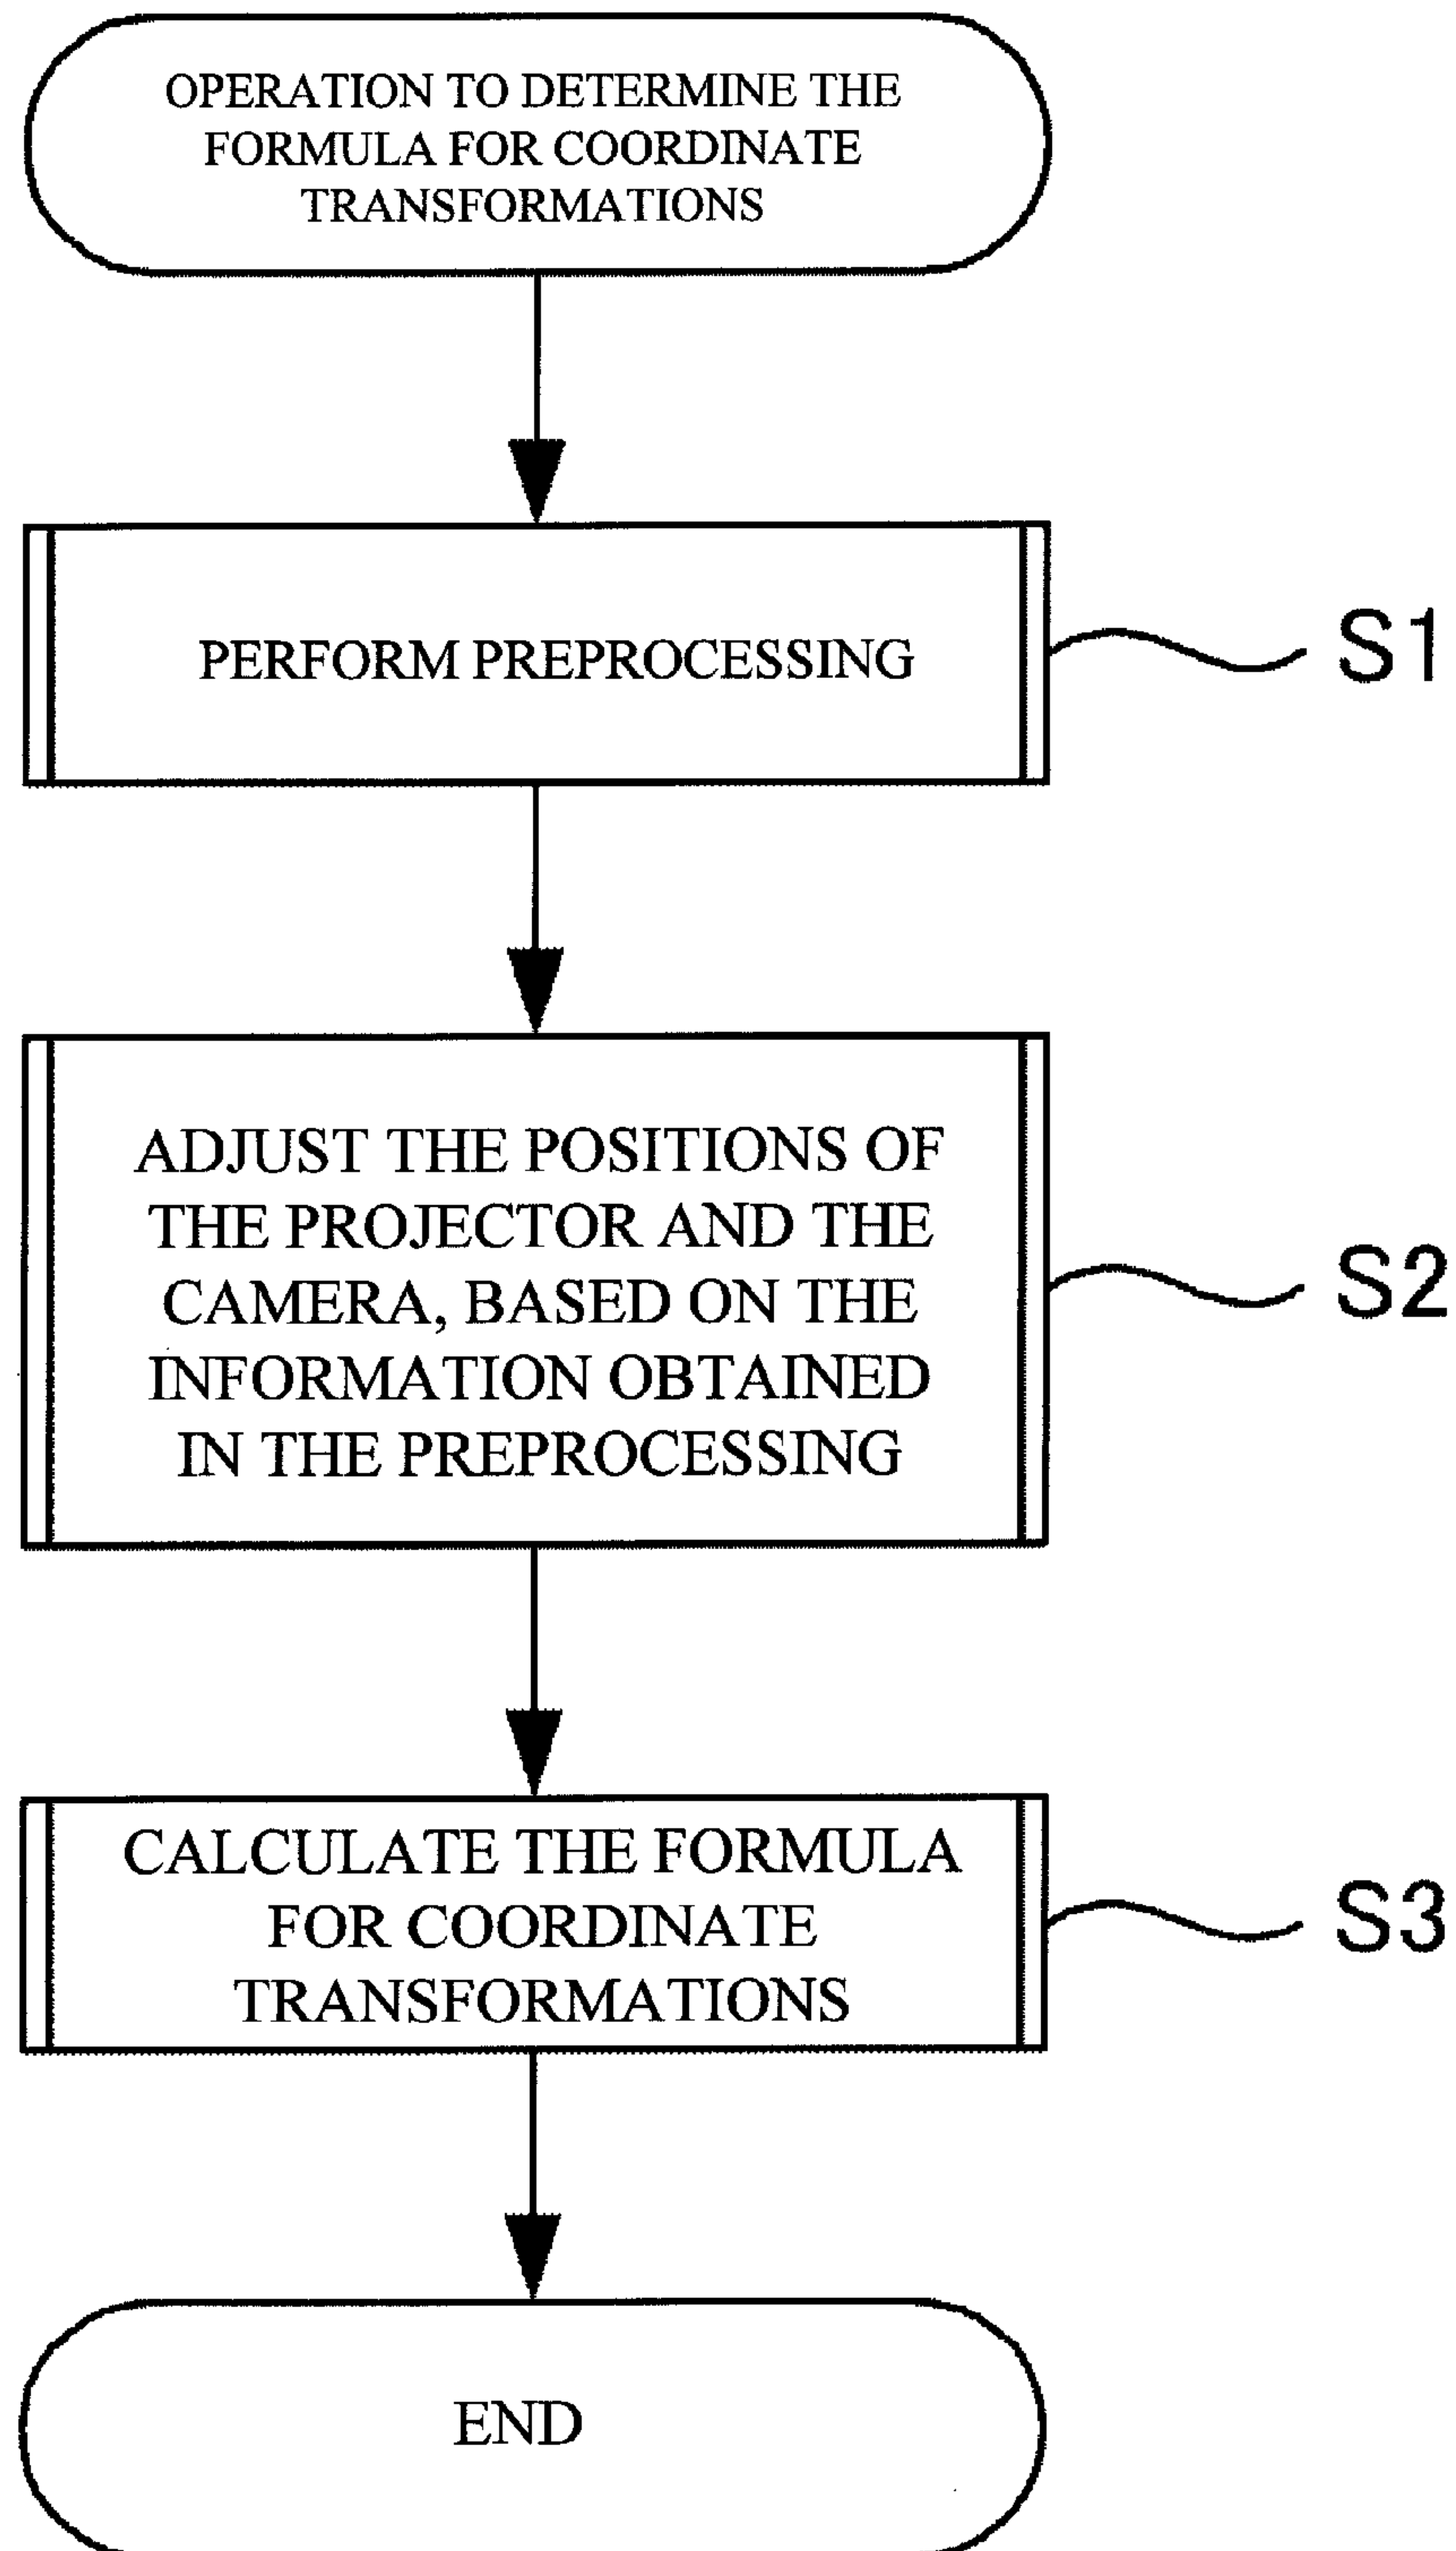 OPERATION TO DETERMINE THE
FORMULA FOR COORDINATE
TRANSFORMATIONS
PERFORM PREPROCESSING
S1
ADJUST THE POSITIONS OF
THE PROJECTOR AND THE
CAMERA, BASED ON THE
INFORMATION OBTAINED
IN THE PREPROCESSING
S2
CALCULATE THE FORMULA
FOR COORDINATE
TRANSFORMATIONS
S3
END